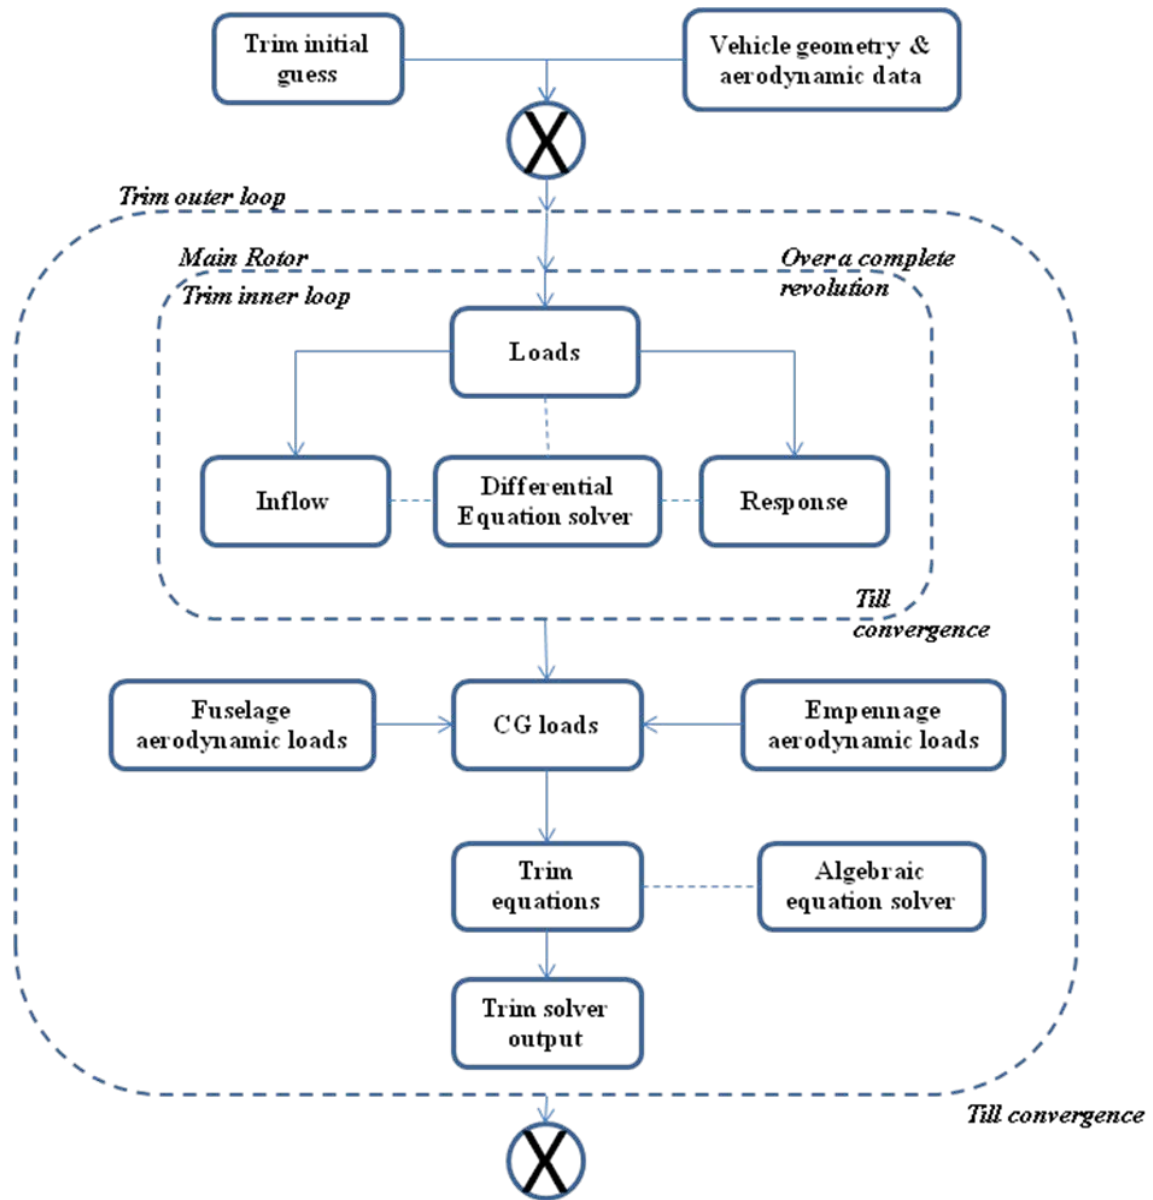 Trim initial
guess
Vehicle geometry &
aerodynamic data
X
Trim outer loop
Main Rotor
Over a complete
revolution
Trim inner loop
Loads
Inflow
Differential
Equation solver
Response
Till
convergence
Fuselage
aerodynamic loads
CG loads
Empennage
aerodynamic loads
Trim
equations
Algebraic
equation solver
Trim solver
output
Till convergence
X